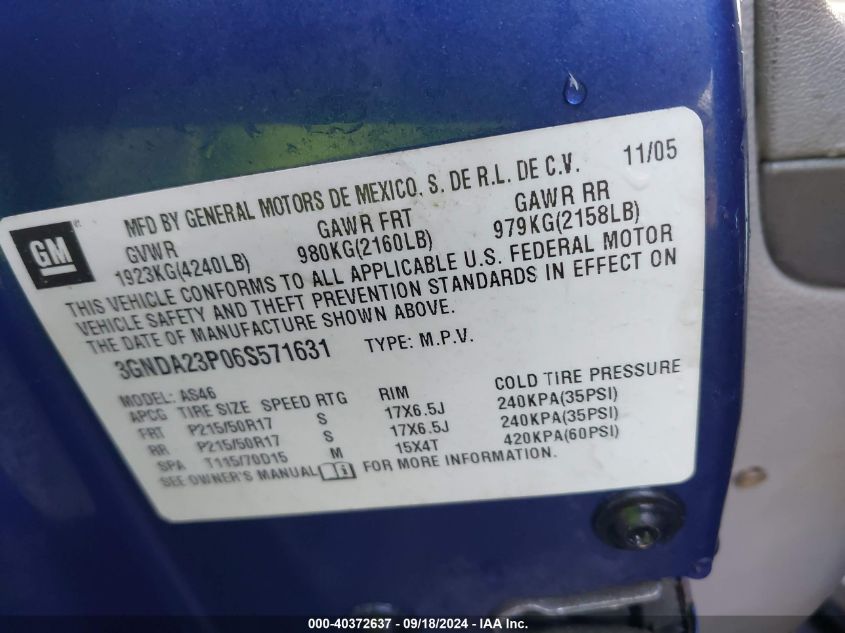 MFD BY GENERAL MOTORS DE MEXICO, S. DE R.L. DE C.V. 11/05
GM
GVWR GAWR FRT GAWR RR
1923KG(4240LB) 980KG(2160LB) 979KG(2158LB)
THIS VEHICLE CONFORMS TO ALL APPLICABLE U.S. FEDERAL MOTOR
VEHICLE SAFETY AND THEFT PREVENTION STANDARDS IN EFFECT ON
THE DATE OF MANUFACTURE SHOWN ABOVE.
3GNDA23P06S571631 TYPE: M.P.V.
MODEL: AS46
APCG TIRE SIZE SPEED RTG RIM COLD TIRE PRESSURE
FRT P215/50R17 S 17X6.5J 240KPA(35PSI)
RR P215/50R17 S 17X6.5J 240KPA(35PSI)
SPA T115/70D15 M 15X4T 420KPA(60PSI)
SEE OWNER'S MANUAL FOR MORE INFORMATION.
000-40372637 - 09/18/2024 - IAA Inc.